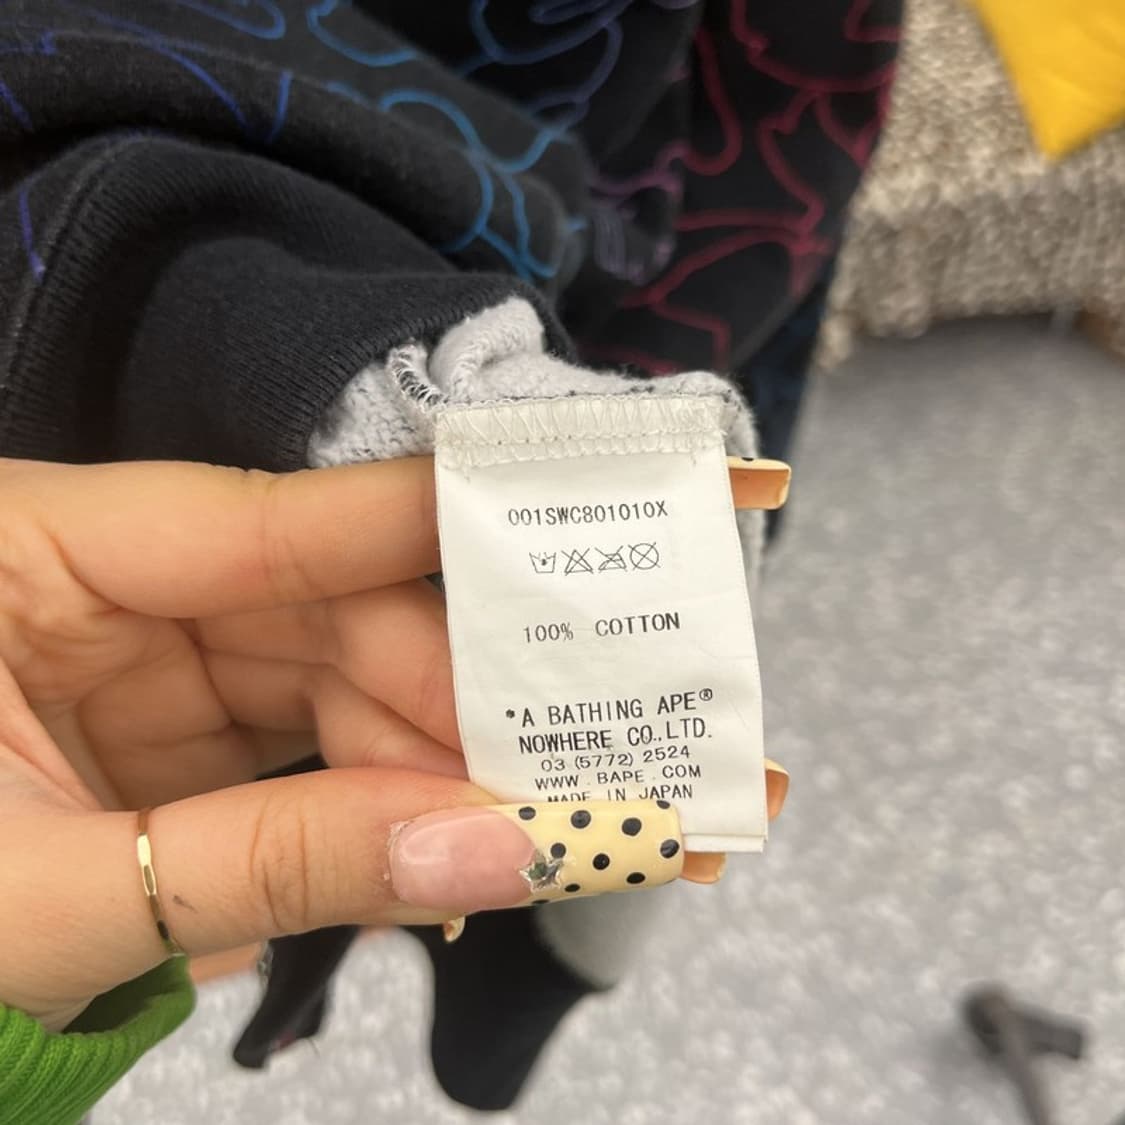 001SWC801010X
100% COTTON
*A BATHING APE®
NOWHERE CO.,LTD.
03 (5772) 2524
WWW . BAPE . COM
MADE IN JAPAN